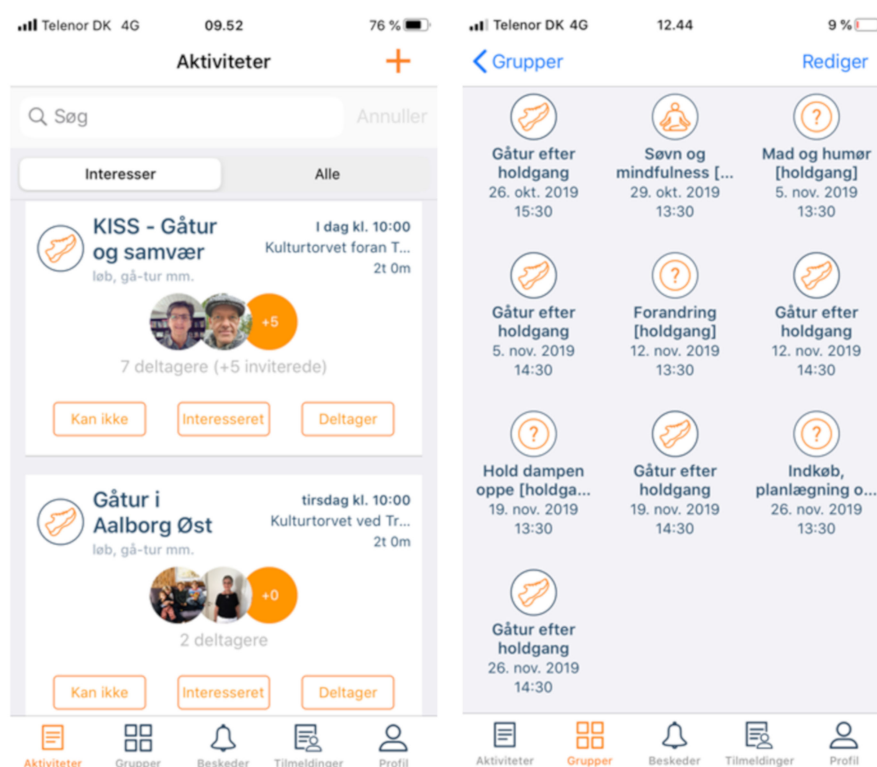 Telenor DK 4G 09.52 76 %
Aktiviteter +
Søg Annuller
Interesser Alle
KISS - Gåtur
og samvær
løb, gå-tur mm.
I dag kl. 10:00
Kulturtorvet foran T...
2t 0m
+5
7 deltagere (+5 inviterede)
Kan ikke Interesseret Deltager
Gåtur i
Aalborg Øst
løb, gå-tur mm.
tirsdag kl. 10:00
Kulturtorvet ved Tr...
2t 0m
+0
2 deltagere
Kan ikke Interesseret Deltager
Aktiviteter Grupper Beskeder Tilmeldinger Profil
Telenor DK 4G 12.44 9 %
Grupper Rediger
Gåtur efter
holdgang
26. okt. 2019
15:30
Søvn og
mindfulness [...
29. okt. 2019
13:30
?
Mad og humør
[holdgang]
5. nov. 2019
13:30
Gåtur efter
holdgang
5. nov. 2019
14:30
?
Forandring
[holdgang]
12. nov. 2019
13:30
Gåtur efter
holdgang
12. nov. 2019
14:30
?
Hold dampen
oppe [holdga...
19. nov. 2019
13:30
Gåtur efter
holdgang
19. nov. 2019
14:30
?
Indkøb,
planlægning o...
26. nov. 2019
13:30
Gåtur efter
holdgang
26. nov. 2019
14:30
Aktiviteter Grupper Beskeder Tilmeldinger Profil